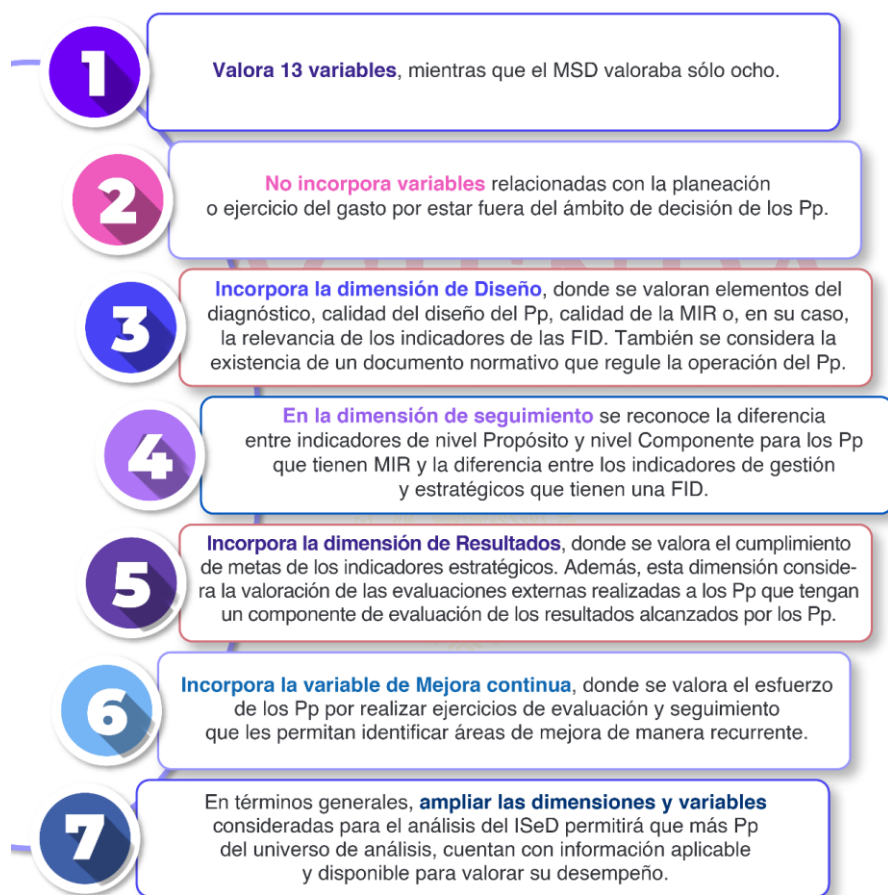 1
Valora 13 variables, mientras que el MSD valoraba sólo ocho.
2
No incorpora variables relacionadas con la planeación
o ejercicio del gasto por estar fuera del ámbito de decisión de los Pp.
3
Incorpora la dimensión de Diseño, donde se valoran elementos del
diagnóstico, calidad del diseño del Pp, calidad de la MIR o, en su caso,
la relevancia de los indicadores de las FID. También se considera la
existencia de un documento normativo que regule la operación del Pp.
4
En la dimensión de seguimiento se reconoce la diferencia
entre indicadores de nivel Propósito y nivel Componente para los Pp
que tienen MIR y la diferencia entre los indicadores de gestión
y estratégicos que tienen una FID.
5
Incorpora la dimensión de Resultados, donde se valora el cumplimiento
de metas de los indicadores estratégicos. Además, esta dimensión conside-
ra la valoración de las evaluaciones externas realizadas a los Pp que tengan
un componente de evaluación de los resultados alcanzados por los Pp.
6
Incorpora la variable de Mejora continua, donde se valora el esfuerzo
de los Pp por realizar ejercicios de evaluación y seguimiento
que les permitan identificar áreas de mejora de manera recurrente.
7
En términos generales, ampliar las dimensiones y variables
consideradas para el análisis del ISeD permitirá que más Pp
del universo de análisis, cuentan con información aplicable
y disponible para valorar su desempeño.